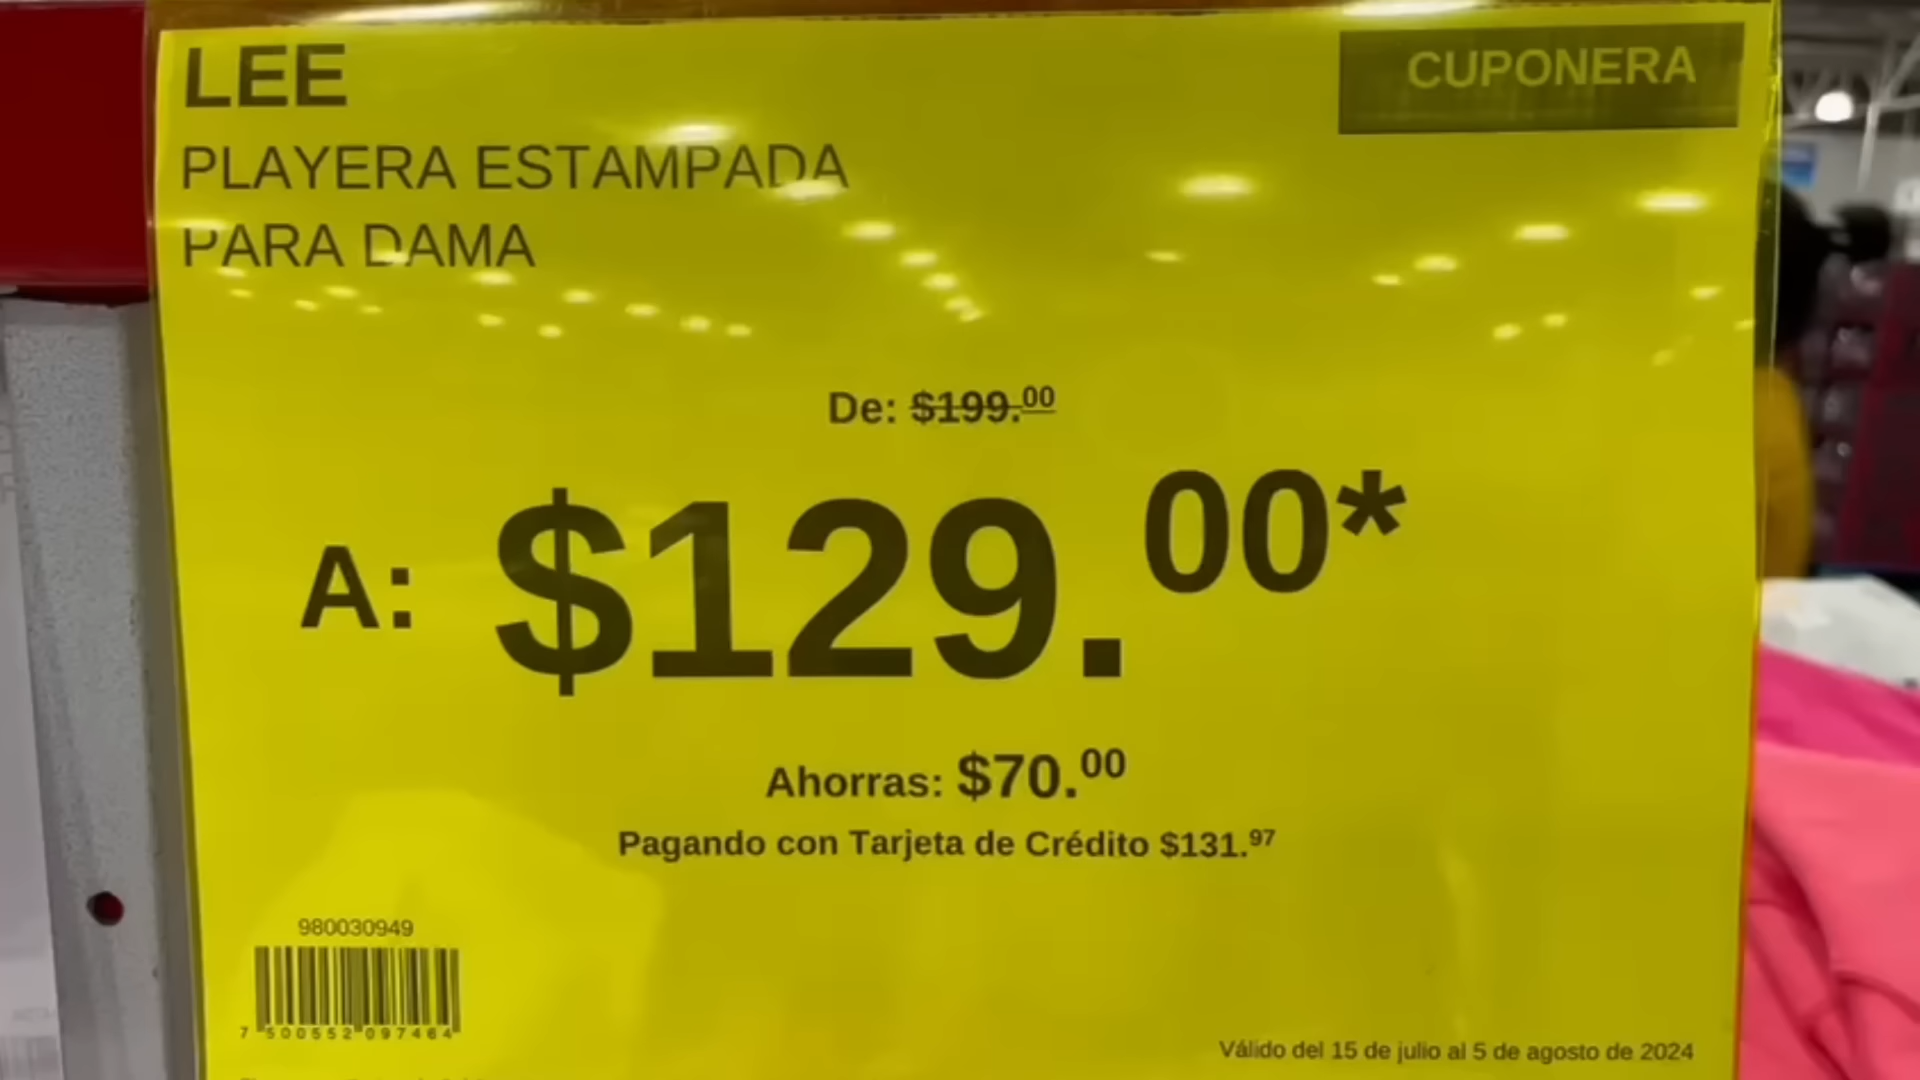 LEE
CUPONERA
PLAYERA ESTAMPADA
PARA DAMA
De: $199.00
A: $129.00*
Ahorras: $70.00
Pagando con Tarjeta de Crédito $131.97
980030949
7 500552 097464
Válido del 15 de julio al 5 de agosto de 2024